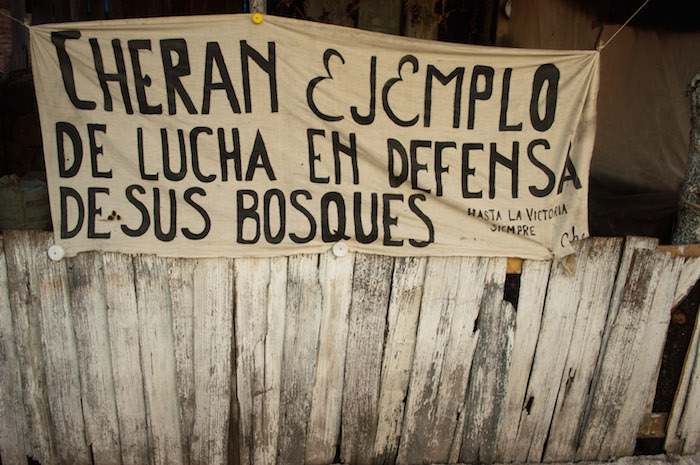 CHERAN EJEMPLO
DE LUCHA EN DEFENSA
DE SUS BOSQUES
HASTA LA VICTORIA
SIEMPRE